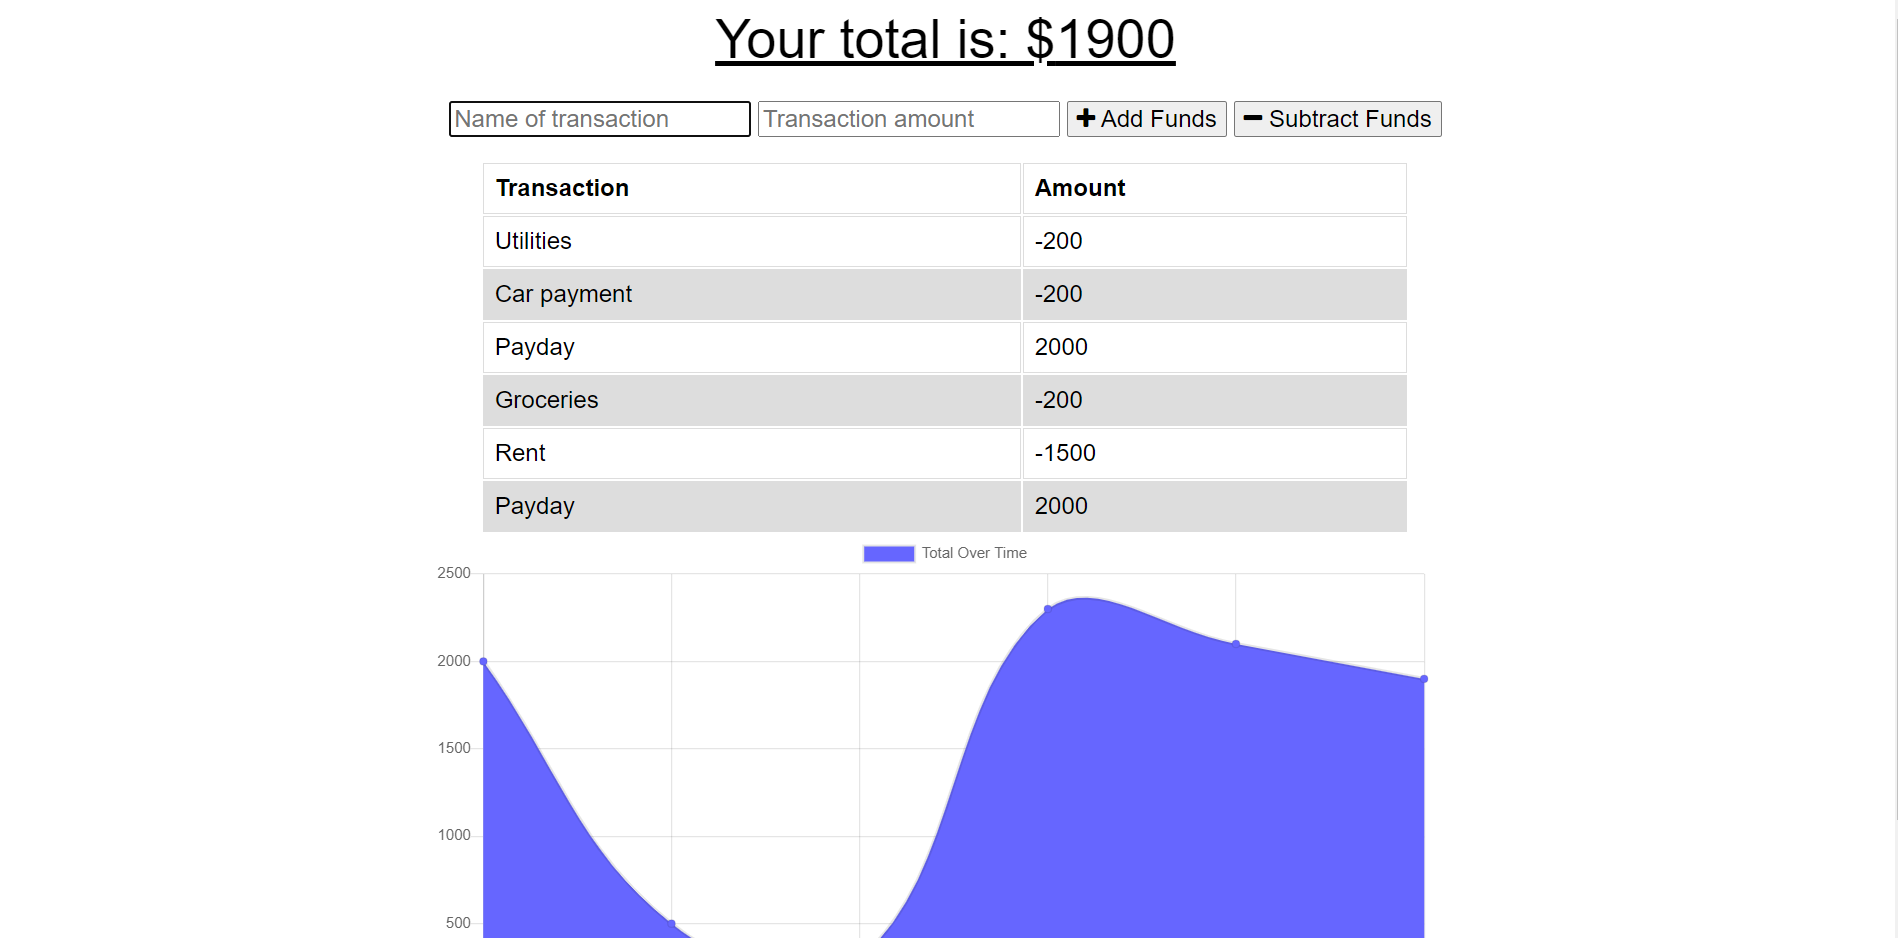 Your total is: $1900
Name of transaction Transaction amount Add Funds Subtract Funds
Transaction Amount
Utilities -200
Car payment -200
Payday 2000
Groceries -200
Rent -1500
Payday 2000
Total Over Time
2500
2000
1500
1000
500